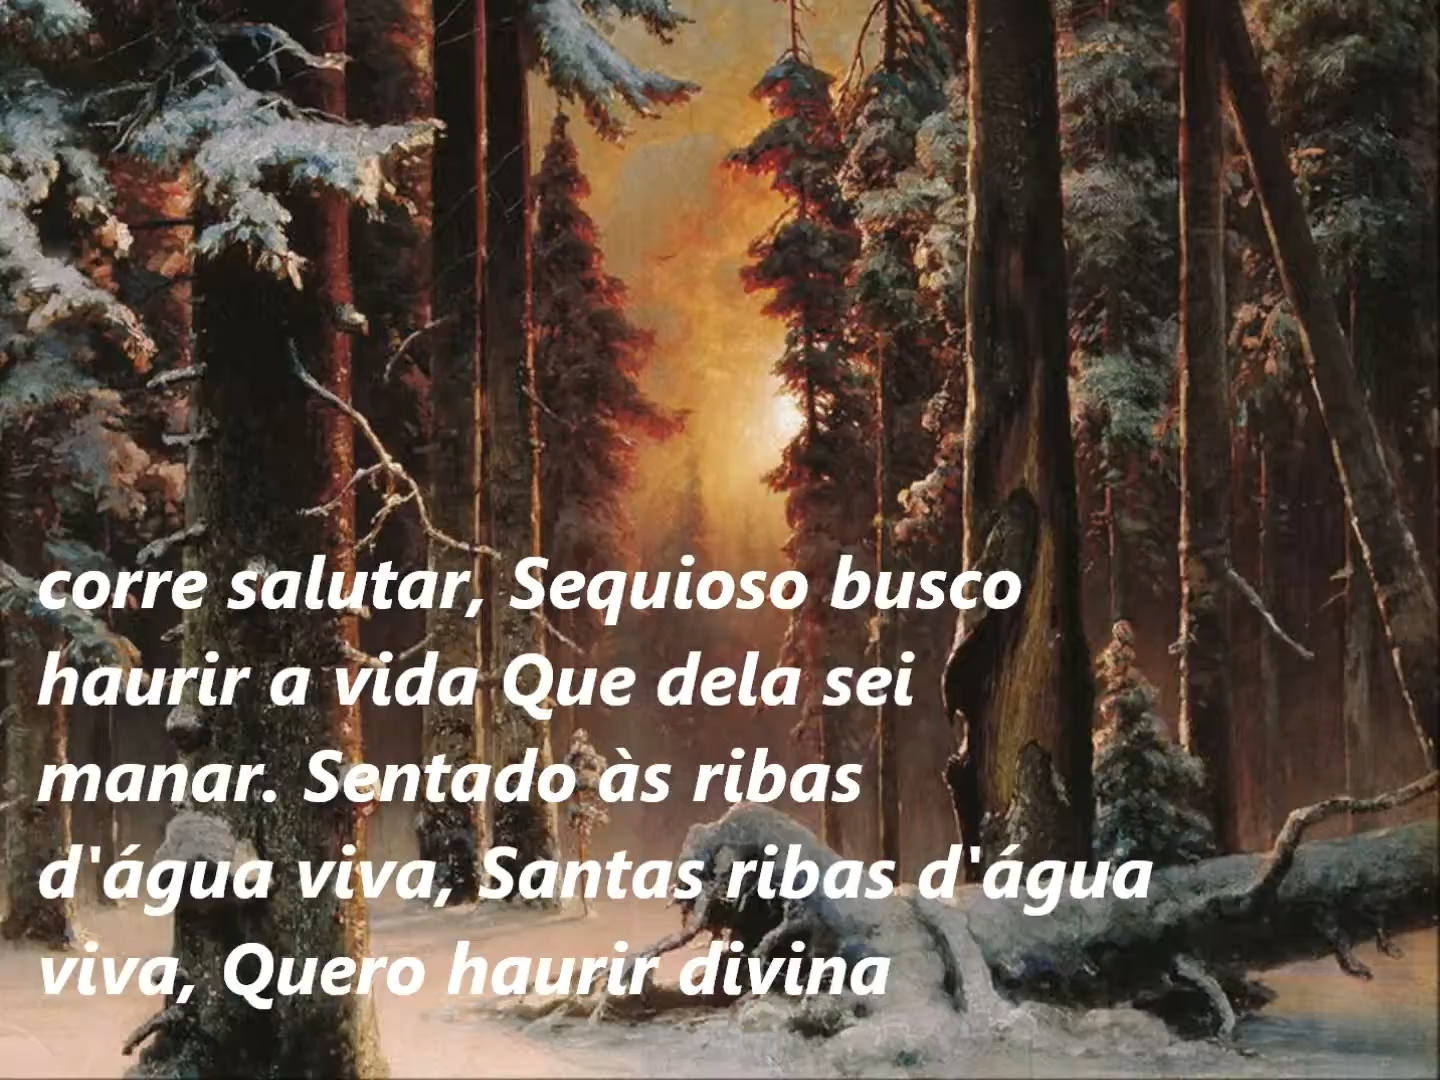 corre salutar, Sequioso busco
haurir a vida Que dela sei
manar. Sentado às ribas
d'água viva, Santas ribas d'água
viva, Quero haurir divina